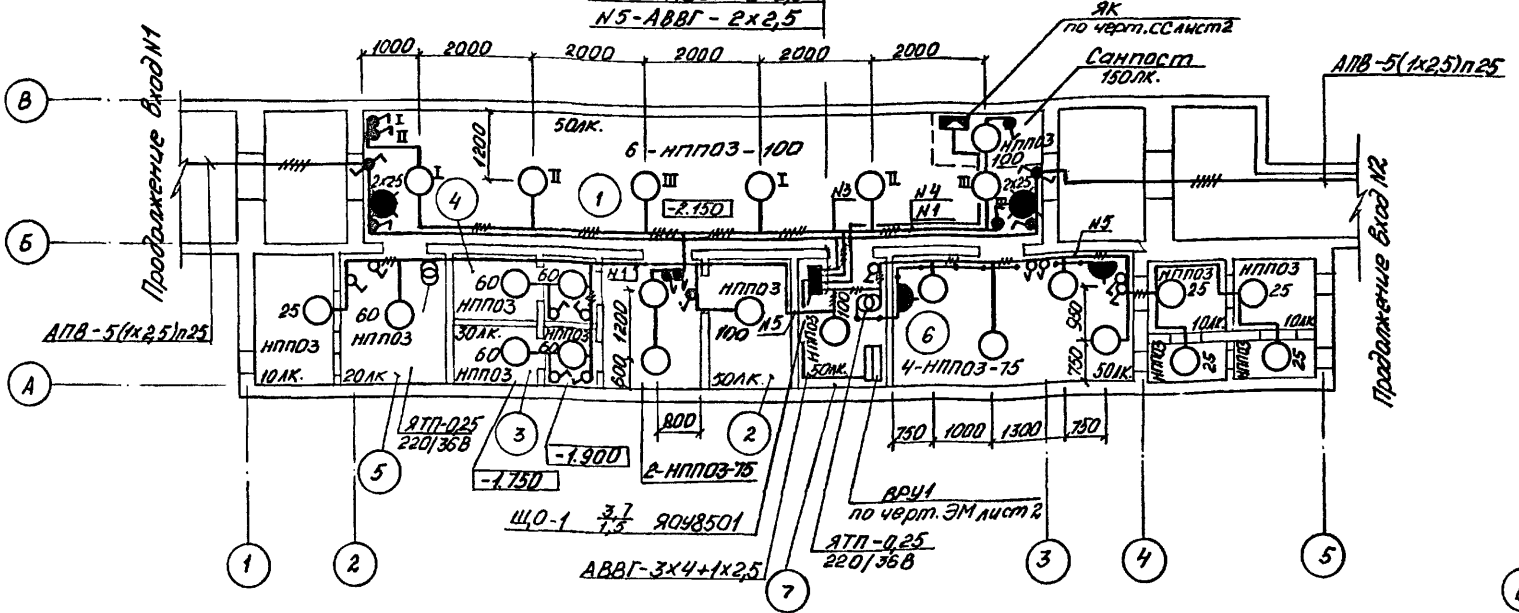 N5-АВВГ-2х2,5
ЯК
по черт.СС лист2
Санпост
150лк.
АПВ-5(1х2,5)п25
1000
2000
2000
2000
2000
2000
В
Б
А
Продолжение Вход N1
Продолжение Вход N2
50лк.
6-НПП03-100
1200
I
II
2х25
I
II
III
I
II
III
4
1
-2.150
N3
N4
N1
НПП03
100
2х25
N5
АПВ-5(1х2,5)п25
25
НПП03
10лк.
60
НПП03
20лк
60
НПП03
60
30лк.
60
НПП03
НПП03
60
N1
1200
600
НПП03
100
50лк.
N5
100
НПП03
50лк.
6
4-НПП03-75
950
750
50лк.
НПП03
25
10лк.
НПП03
25
10лк
НПП03
25
НПП03
25
ЯТП-0,25
220/36В
5
3
-1.900
-1.750
800
2-НПП03-75
2
750
1000
1300
750
ЩО-1 3,7/1,5 ЯОУ8501
ВРУ1
по черт.ЭМ лист 2
ЯТП-0,25
220/36В
АВВГ-3х4+1х2,5
7
1
2
3
4
5